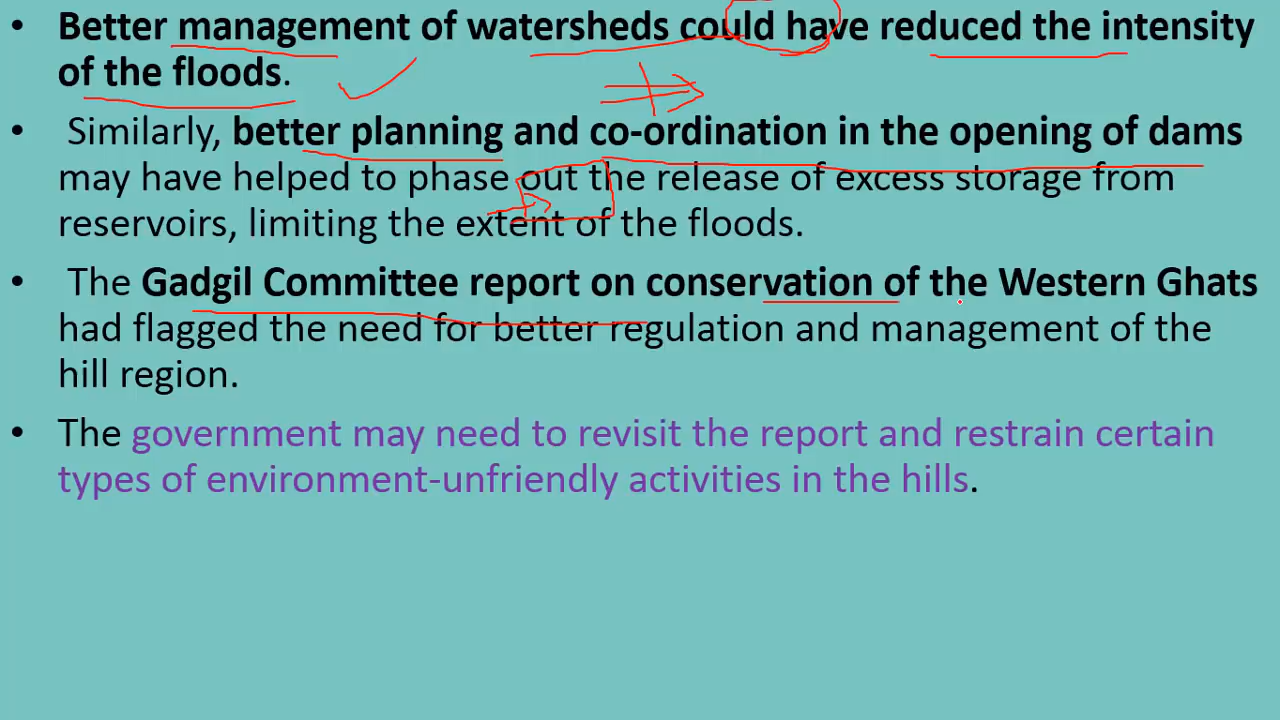 • Better management of watersheds could have reduced the intensity
of the floods.
• Similarly, better planning and co-ordination in the opening of dams
may have helped to phase out the release of excess storage from
reservoirs, limiting the extent of the floods.
• The Gadgil Committee report on conservation of the Western Ghats
had flagged the need for better regulation and management of the
hill region.
• The government may need to revisit the report and restrain certain
types of environment-unfriendly activities in the hills.